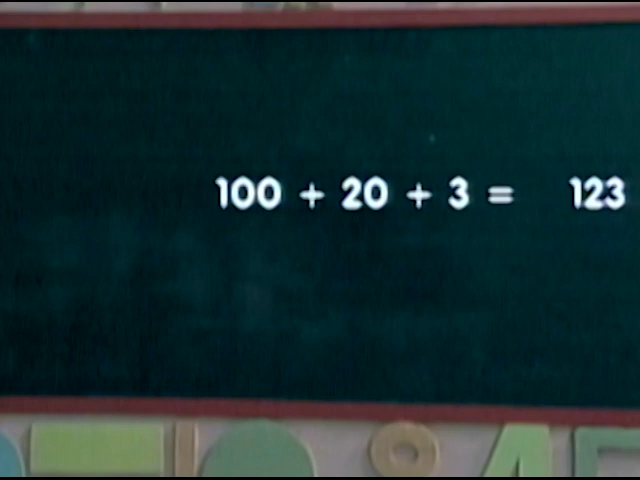 100 + 20 + 3 = 123